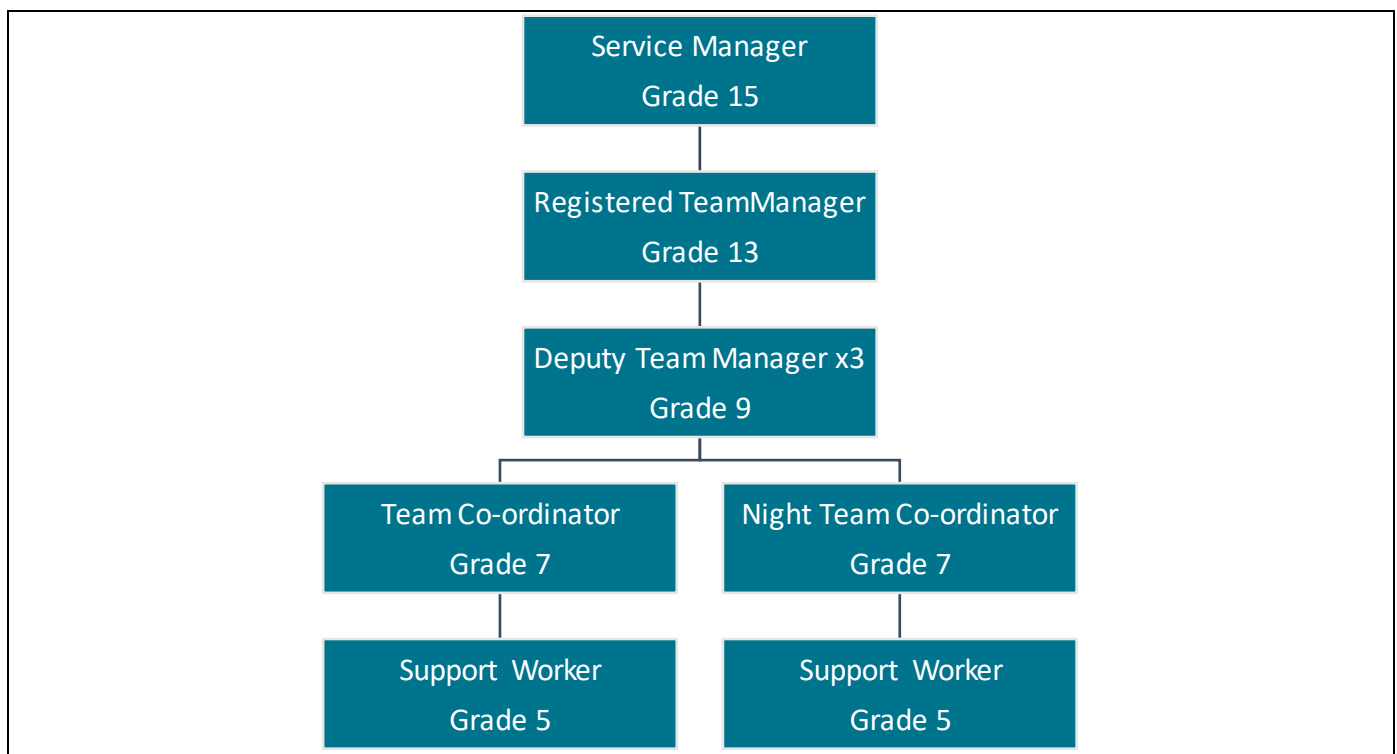 Service Manager
Grade 15
Registered TeamManager
Grade 13
Deputy Team Manager x3
Grade 9
Team Co-ordinator
Grade 7
Night Team Co-ordinator
Grade 7
Support Worker
Grade 5
Support Worker
Grade 5